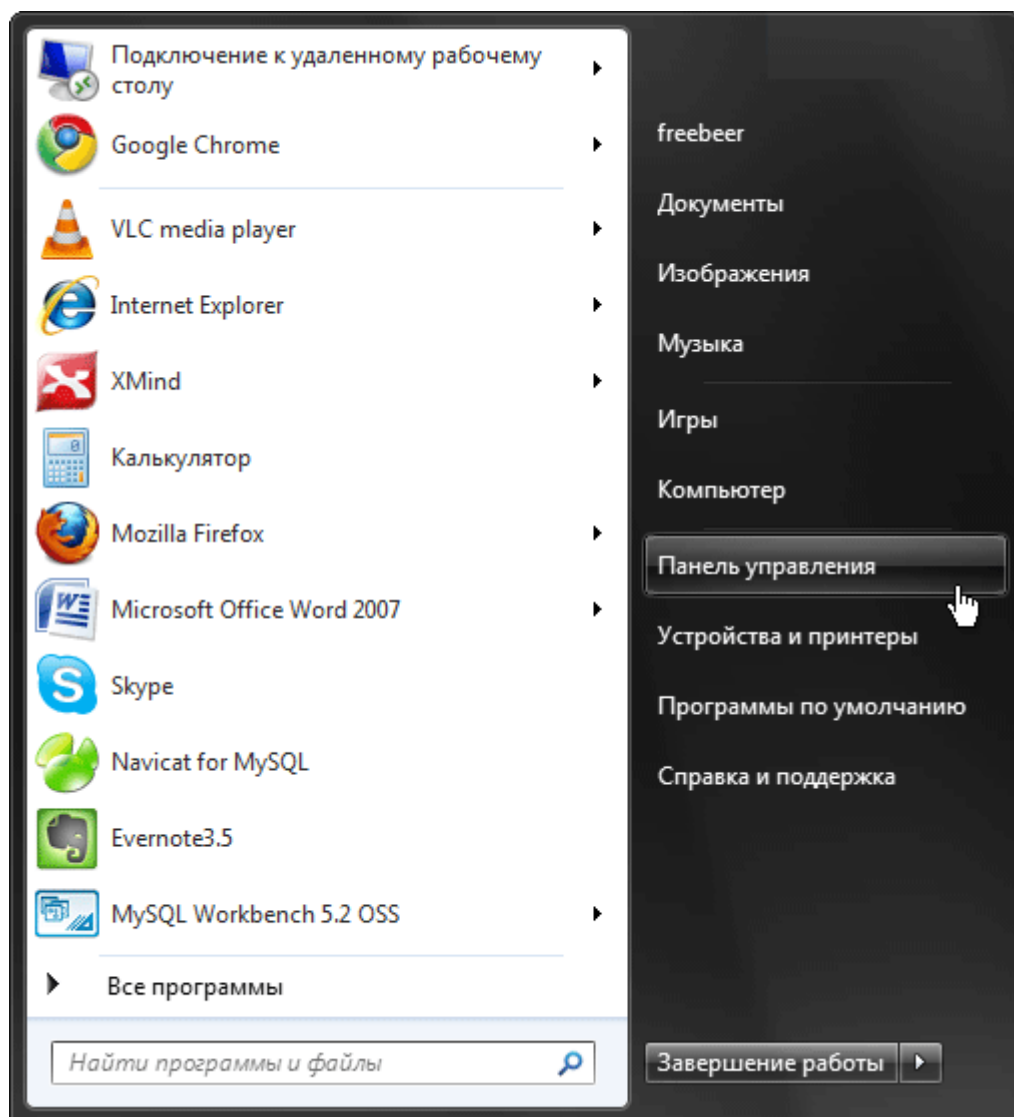 Подключение к удаленному рабочему
столу
Google Chrome
VLC media player
Internet Explorer
XMind
Калькулятор
Mozilla Firefox
Microsoft Office Word 2007
Skype
Navicat for MySQL
Evernote3.5
MySQL Workbench 5.2 OSS
Все программы
Найти программы и файлы
freebeer
Документы
Изображения
Музыка
Игры
Компьютер
Панель управления
Устройства и принтеры
Программы по умолчанию
Справка и поддержка
Завершение работы